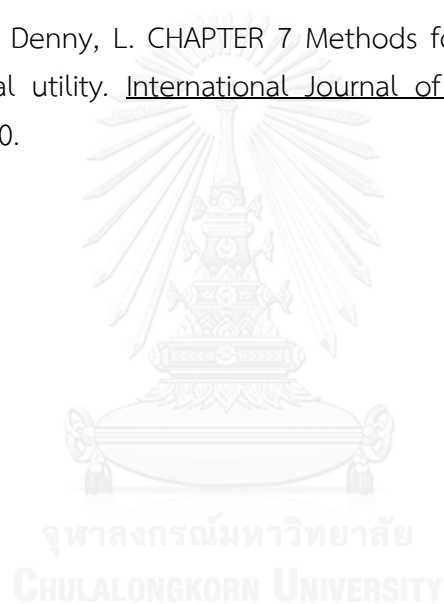 Denny, L. CHAPTER 7 Methods fo
al utility. International Journal of
0.
จุฬาลงกรณ์มหาวิทยาลัย
CHULALONGKORN UNIVERSITY